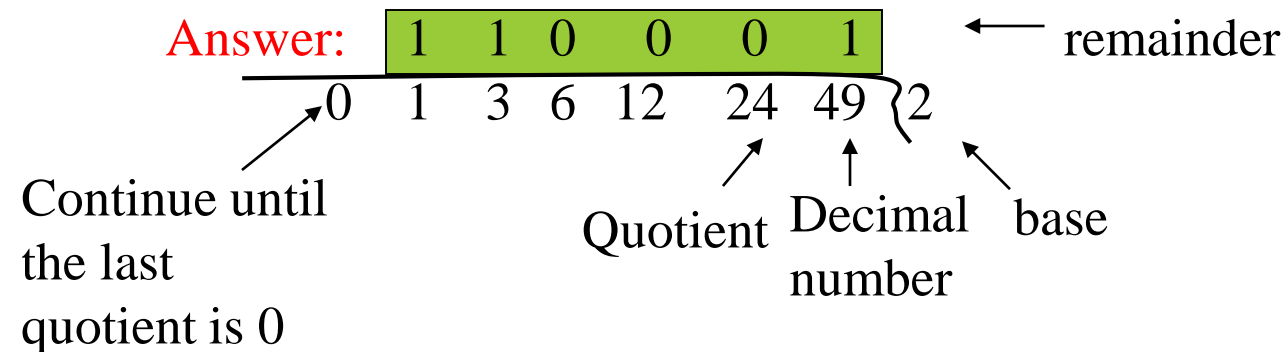 Answer: 1 1 0 0 0 1 remainder
0 1 3 6 12 24 49 2
Continue until
the last
quotient is 0
Quotient
Decimal
number
base